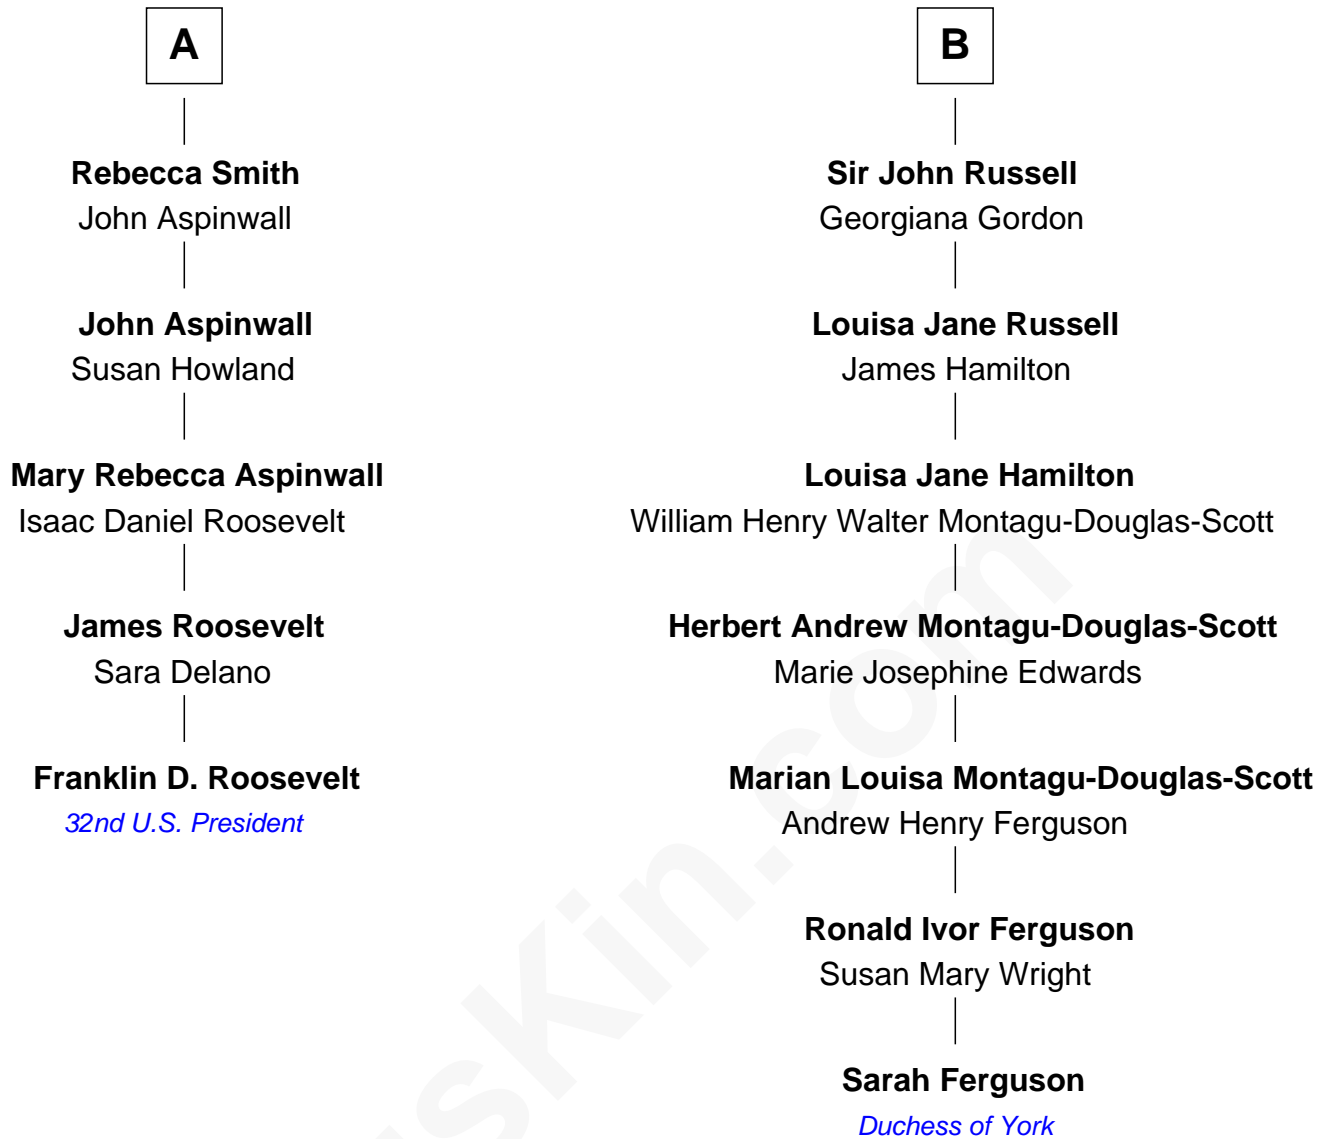 A
Rebecca Smith
John Aspinwall
John Aspinwall
Susan Howland
Mary Rebecca Aspinwall
Isaac Daniel Roosevelt
James Roosevelt
Sara Delano
Franklin D. Roosevelt
32nd U.S. President
B
Sir John Russell
Georgiana Gordon
Louisa Jane Russell
James Hamilton
Louisa Jane Hamilton
William Henry Walter Montagu-Douglas-Scott
Herbert Andrew Montagu-Douglas-Scott
Marie Josephine Edwards
Marian Louisa Montagu-Douglas-Scott
Andrew Henry Ferguson
Ronald Ivor Ferguson
Susan Mary Wright
Sarah Ferguson
Duchess of York
usKin.com